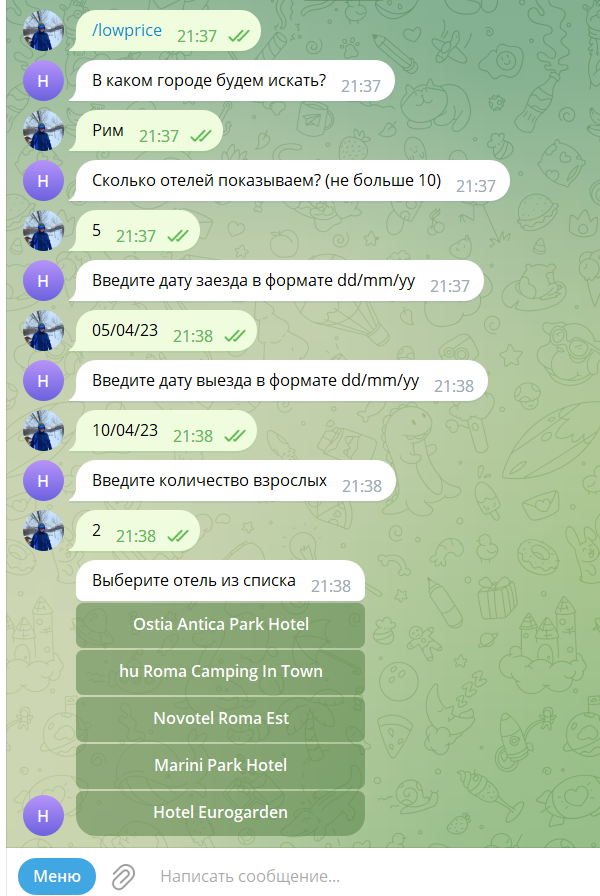 /lowprice 21:37
Н
В каком городе будем искать? 21:37
Рим 21:37
Н
Сколько отелей показываем? (не больше 10) 21:37
5 21:37
Н
Введите дату заезда в формате dd/mm/yy 21:37
05/04/23 21:38
Н
Введите дату выезда в формате dd/mm/yy 21:38
10/04/23 21:38
Н
Введите количество взрослых 21:38
2 21:38
Выберите отель из списка 21:38
Ostia Antica Park Hotel
hu Roma Camping In Town
Novotel Roma Est
Marini Park Hotel
Hotel Eurogarden
Н
Меню
Написать сообщение...